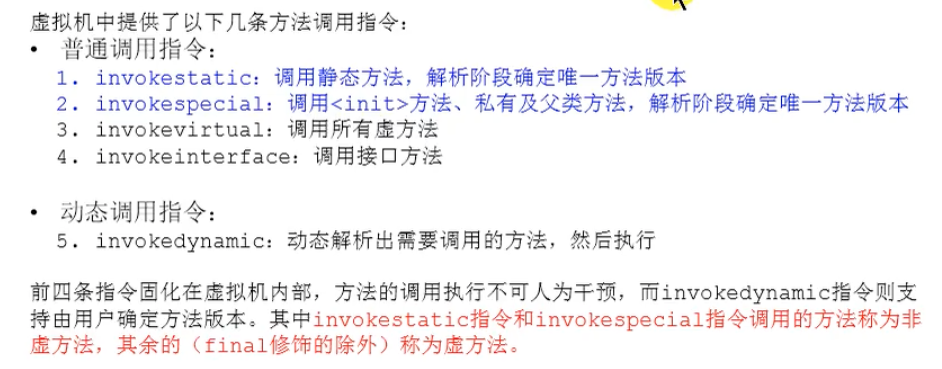 虚拟机中提供了以下几条方法调用指令：
• 普通调用指令：
1. invokestatic：调用静态方法，解析阶段确定唯一方法版本
2. invokespecial：调用<init>方法、私有及父类方法，解析阶段确定唯一方法版本
3. invokevirtual：调用所有虚方法
4. invokeinterface：调用接口方法
• 动态调用指令：
5. invokedynamic：动态解析出需要调用的方法，然后执行
前四条指令固化在虚拟机内部，方法的调用执行不可人为干预，而invokedynamic指令则支
持由用户确定方法版本。其中invokestatic指令和invokespecial指令调用的方法称为非
虚方法，其余的（final修饰的除外）称为虚方法。